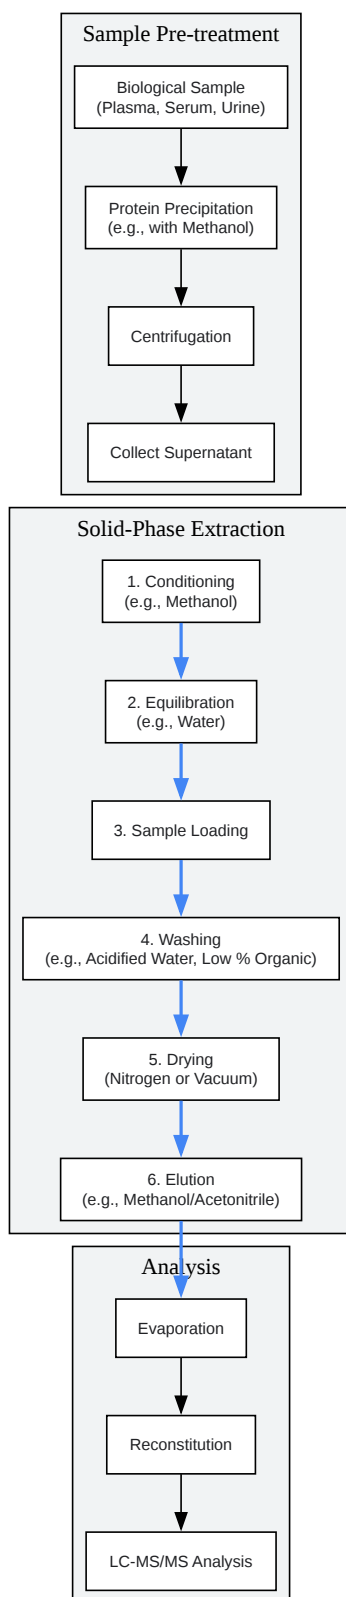 Sample Pre-treatment
Biological Sample
(Plasma, Serum, Urine)
Protein Precipitation
(e.g., with Methanol)
Centrifugation
Collect Supernatant
Solid-Phase Extraction
1. Conditioning
(e.g., Methanol)
2. Equilibration
(e.g., Water)
3. Sample Loading
4. Washing
(e.g., Acidified Water, Low % Organic)
5. Drying
(Nitrogen or Vacuum)
6. Elution
(e.g., Methanol/Acetonitrile)
Analysis
Evaporation
Reconstitution
LC-MS/MS Analysis